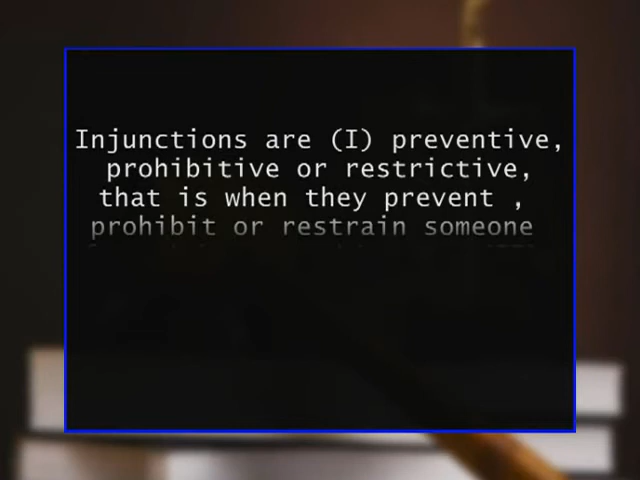 Injunctions are (I) preventive,
prohibitive or restrictive,
that is when they prevent ,
prohibit or restrain someone